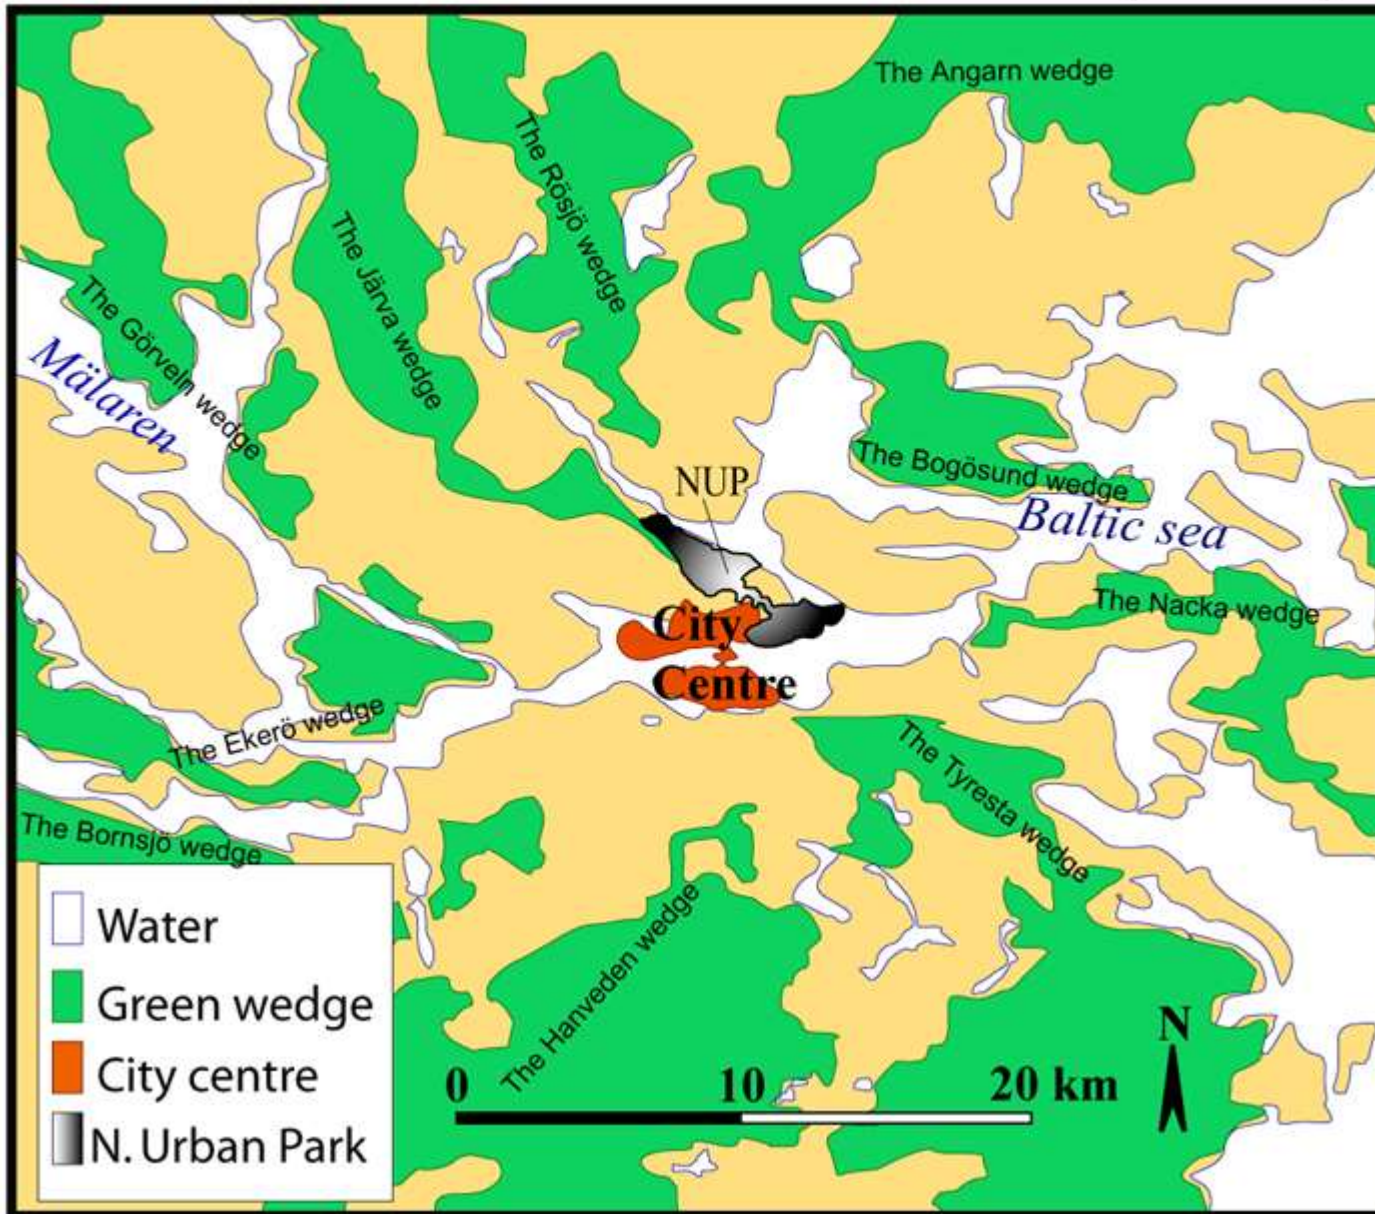 The Angarn wedge
The Rösjö wedge
The Järva wedge
The Görveln wedge
Mälaren
The Bogösund wedge
NUP
Baltic sea
The Nacka wedge
City
Centre
The Ekerö wedge
The Tyresta wedge
The Bornsjö wedge
The Hanveden wedge
Water
Green wedge
City centre
N. Urban Park
0 10 20 km
N